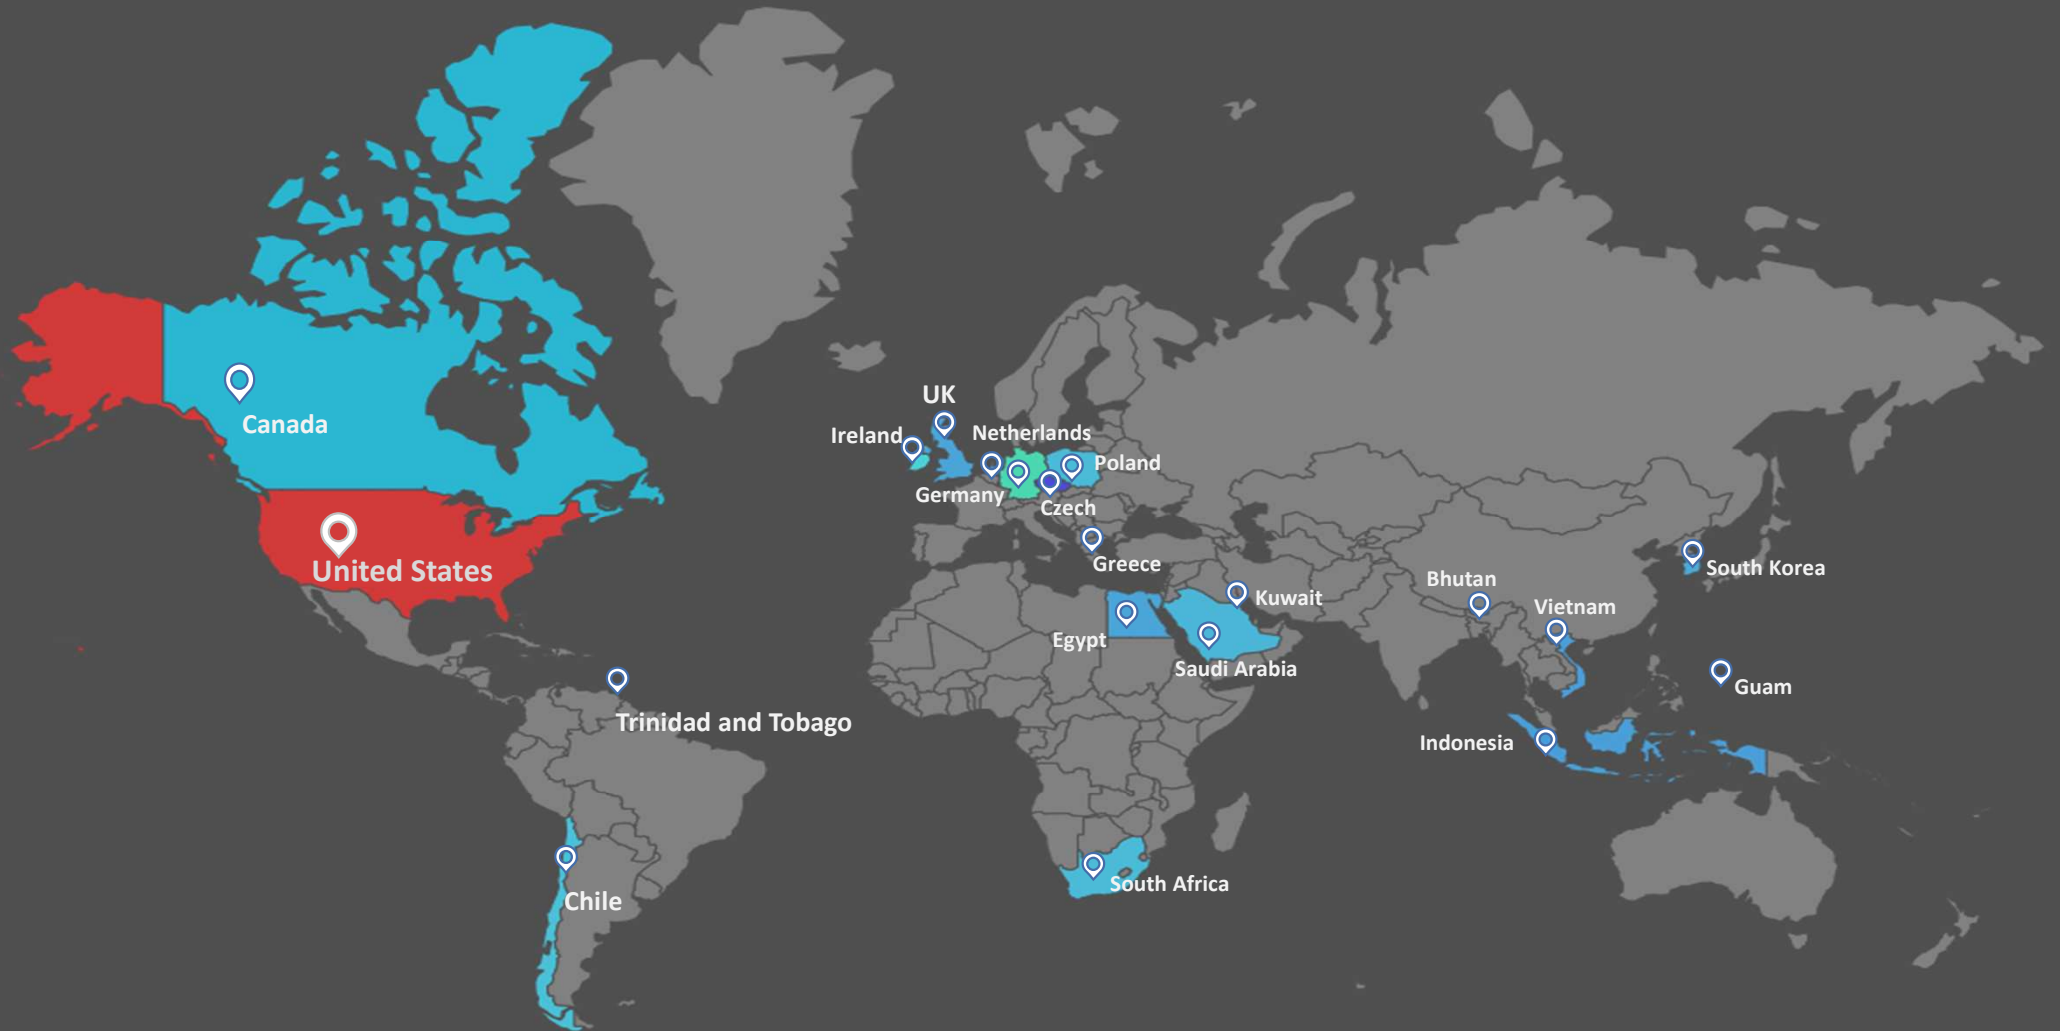 UK
Canada
Ireland
Netherlands
Poland
Germany
Czech
United States
Greece
South Korea
Bhutan
Kuwait
Vietnam
Egypt
Saudi Arabia
Guam
Trinidad and Tobago
Indonesia
South Africa
Chile